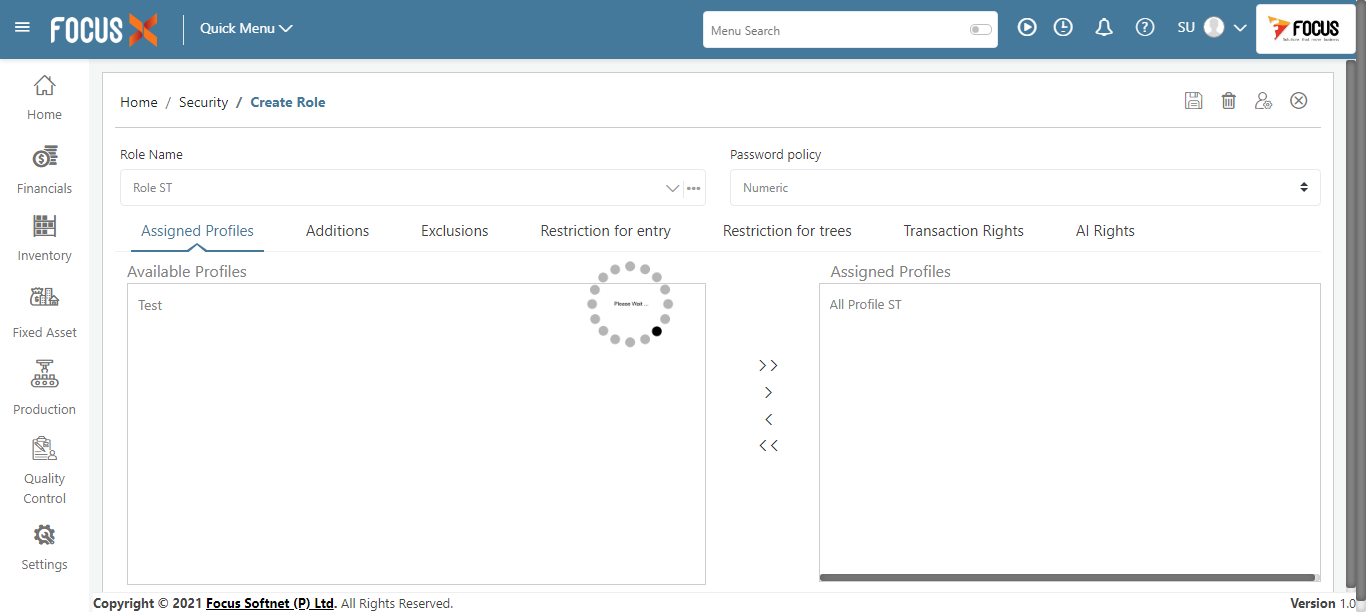 FOCUS X Quick Menu Menu Search SU FOCUS
Home
Financials
Inventory
Fixed Asset
Production
Quality
Control
Settings
Home / Security / Create Role
Role Name Password policy
Role ST Numeric
Assigned Profiles Additions Exclusions Restriction for entry Restriction for trees Transaction Rights AI Rights
Available Profiles Assigned Profiles
Test All Profile ST
Please Wait ...
>>
>
<
<<
Copyright © 2021 Focus Softnet (P) Ltd. All Rights Reserved. Version 1.0